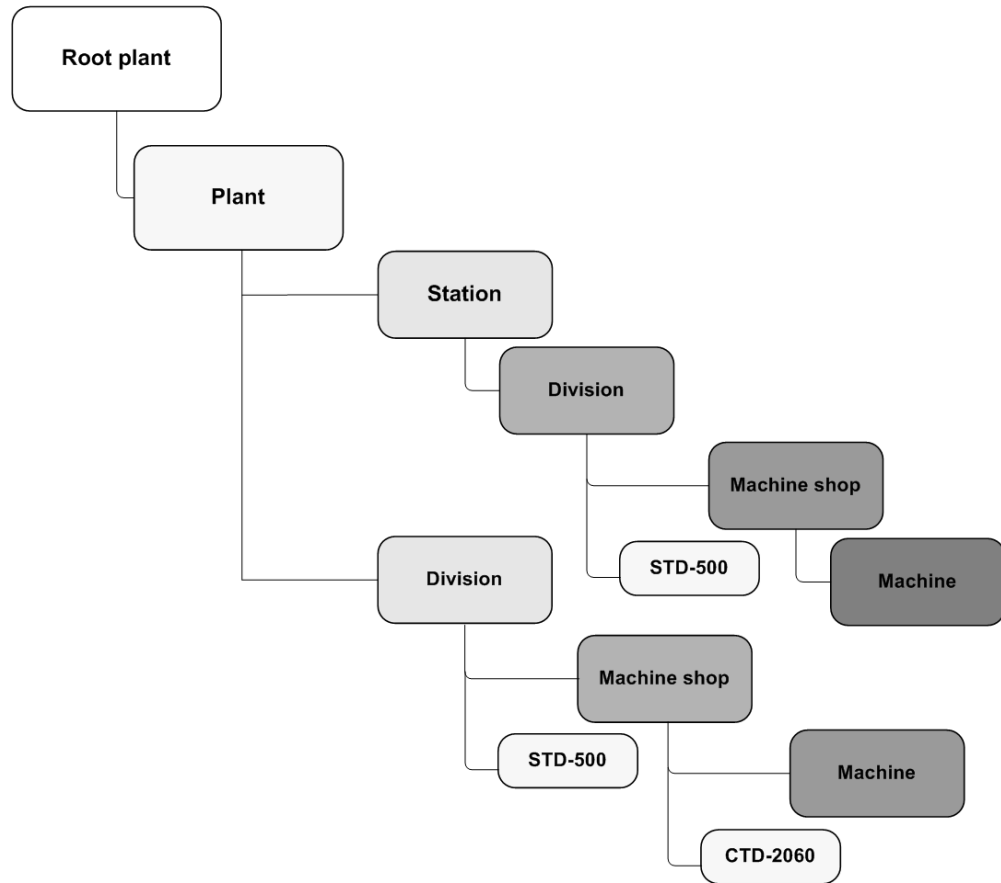 Root plant
Plant
Station
Division
Machine shop
STD-500
Machine
Division
Machine shop
STD-500
Machine
CTD-2060